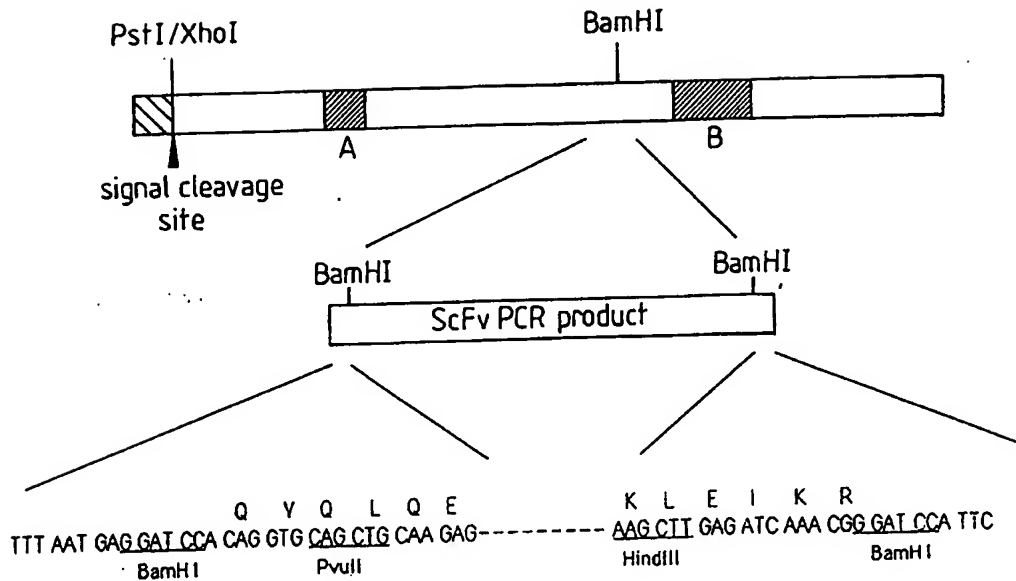 PstI/XhoI
BamHI
A
B
signal cleavage
site
BamHI
BamHI
ScFv PCR product
Q V Q L Q E
K L E I K R
TTT AAT GAG GAT CCA CAG GTG CAG CTG CAA GAG----------- AAG CTT GAG ATC AAA CGG GAT CCA TTC
BamHI
PvuII
HindIII
BamHI